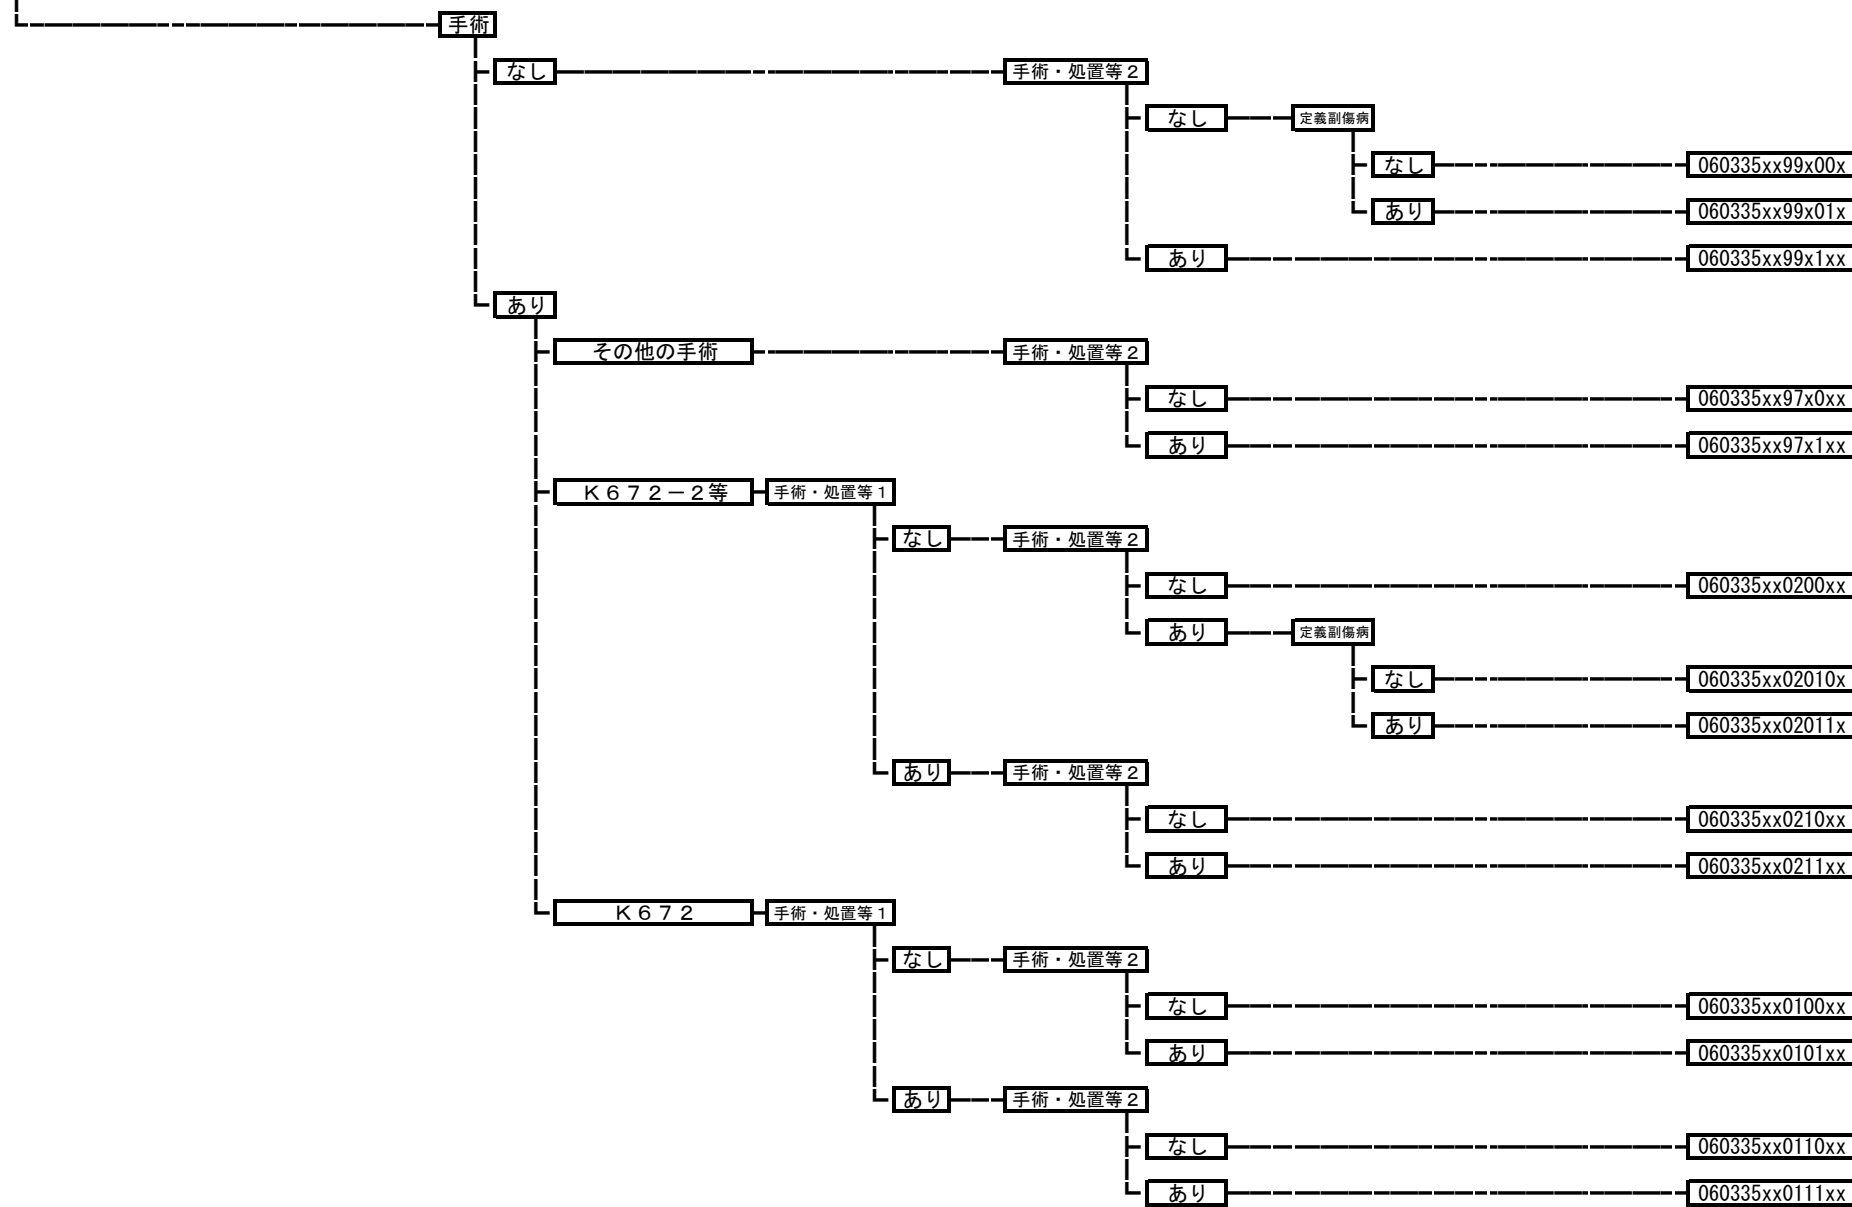 手術
なし 手術・処置等２
なし 定義副傷病
なし 060335xx99x00x
あり 060335xx99x01x
あり 060335xx99x1xx
あり
その他の手術 手術・処置等２
なし 060335xx97x0xx
あり 060335xx97x1xx
Ｋ６７２－２等 手術・処置等１
なし 手術・処置等２
なし 060335xx0200xx
あり 定義副傷病
なし 060335xx02010x
あり 060335xx02011x
あり 手術・処置等２
なし 060335xx0210xx
あり 060335xx0211xx
Ｋ６７２ 手術・処置等１
なし 手術・処置等２
なし 060335xx0100xx
あり 060335xx0101xx
あり 手術・処置等２
なし 060335xx0110xx
あり 060335xx0111xx